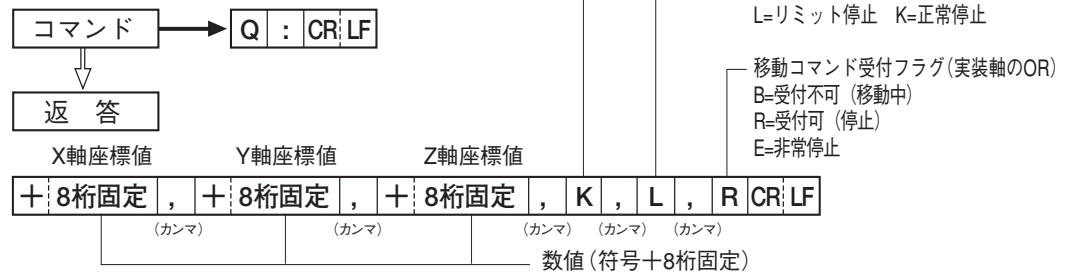 L=リミット停止 K=正常停止
コマンド Q : CR LF
移動コマンド受付フラグ(実装軸のOR)
B=受付不可(移動中)
R=受付可(停止)
E=非常停止
返 答
X軸座標値 Y軸座標値 Z軸座標値
+ 8桁固定 , + 8桁固定 , + 8桁固定 , K , L , R CR LF
(カンマ) (カンマ) (カンマ) (カンマ) (カンマ)
数値(符号+8桁固定)